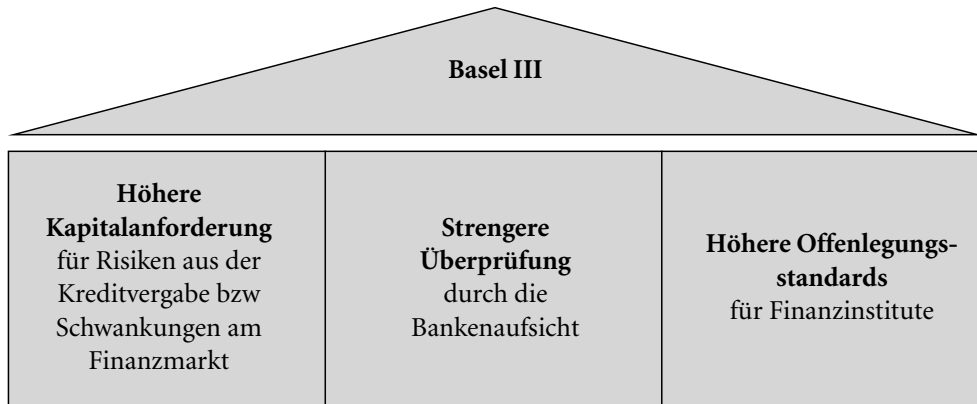 Basel III
Höhere
Kapitalanforderung
für Risiken aus der
Kreditvergabe bzw
Schwankungen am
Finanzmarkt
Strengere
Überprüfung
durch die
Bankenaufsicht
Höhere Offenlegungs-
standards
für Finanzinstitute